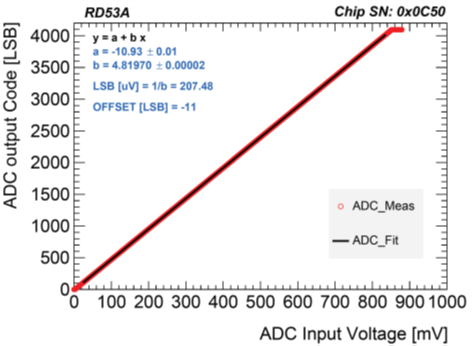 RD53A
Chip SN: 0x0C50
ADC output Code [LSB]
4000
3500
3000
2500
2000
1500
1000
500
0
y = a + b x
a = -10.93 ± 0.01
b = 4.81970 ± 0.00002
LSB [uV] = 1/b = 207.48
OFFSET [LSB] = -11
ADC_Meas
ADC_Fit
0 100 200 300 400 500 600 700 800 900 1000
ADC Input Voltage [mV]